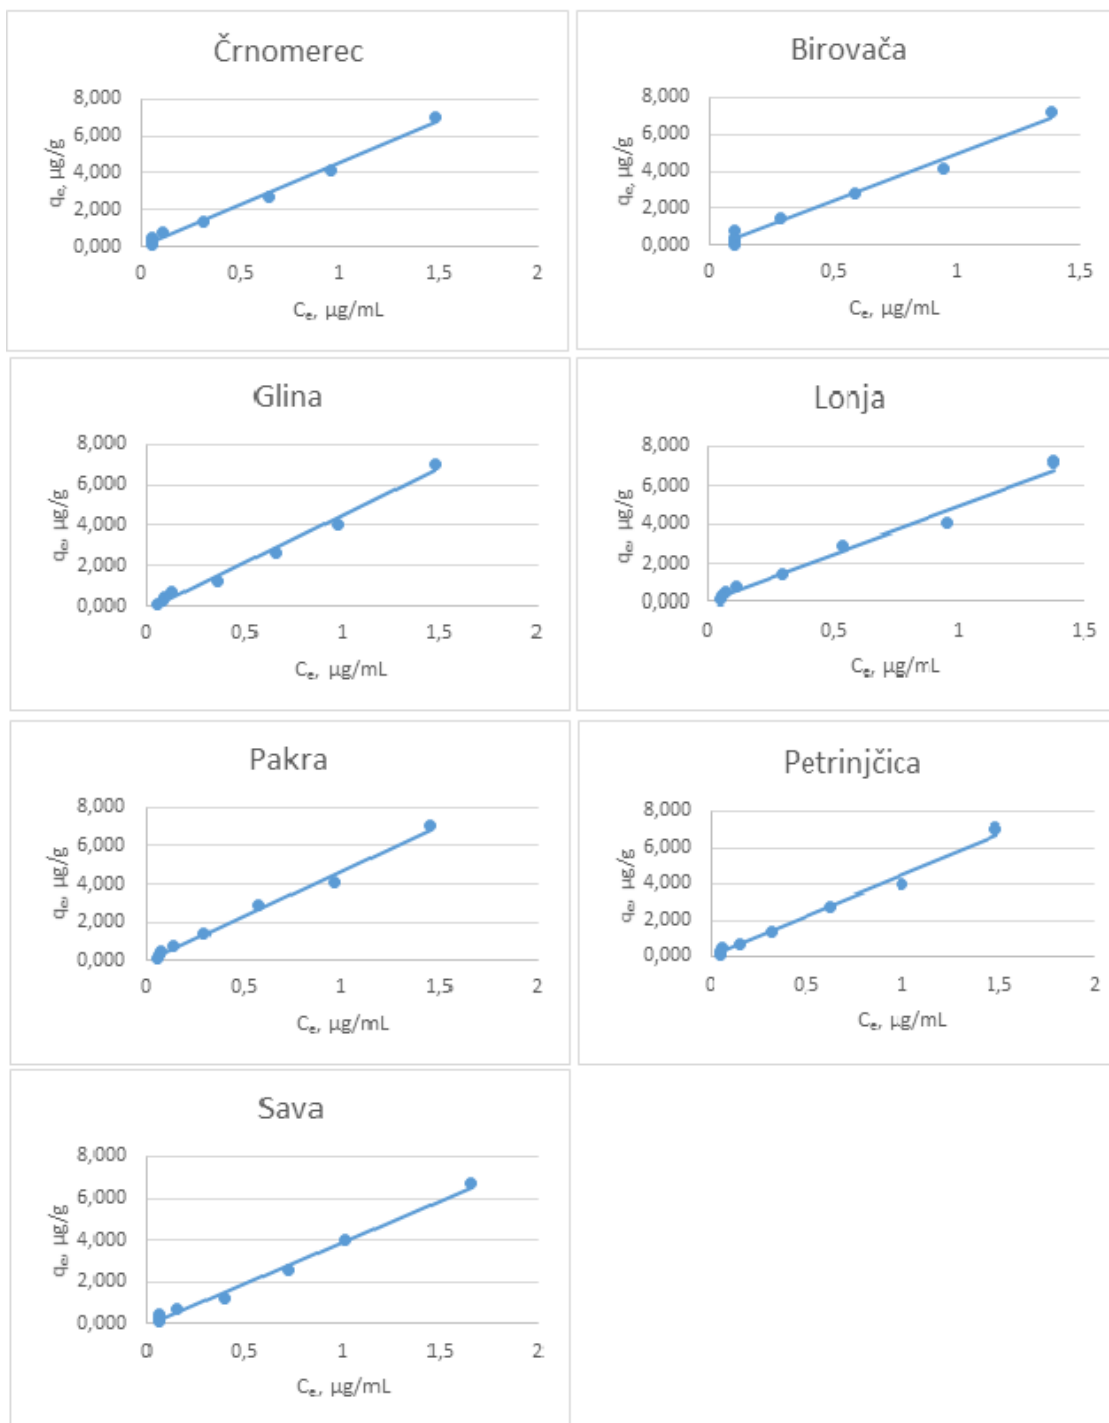 Črnomerec
8,000
6,000
4,000
2,000
0,000
qe, µg/g
0 0,5 1 1,5 2
Ce, µg/mL
Birovača
8,000
6,000
4,000
2,000
0,000
qe, µg/g
0 0,5 1 1,5
Ce, µg/mL
Glina
8,000
6,000
4,000
2,000
0,000
qe, µg/g
0 0,5 1 1,5 2
Ce, µg/mL
Lonja
8,000
6,000
4,000
2,000
0,000
qe, µg/g
0 0,5 1 1,5
Ce, µg/mL
Pakra
8,000
6,000
4,000
2,000
0,000
qe, µg/g
0 0,5 1 1,5 2
Ce, µg/mL
Petrinjčica
8,000
6,000
4,000
2,000
0,000
qe, µg/g
0 0,5 1 1,5 2
Ce, µg/mL
Sava
8,000
6,000
4,000
2,000
0,000
qe, µg/g
0 0,5 1 1,5 2
Ce, µg/mL